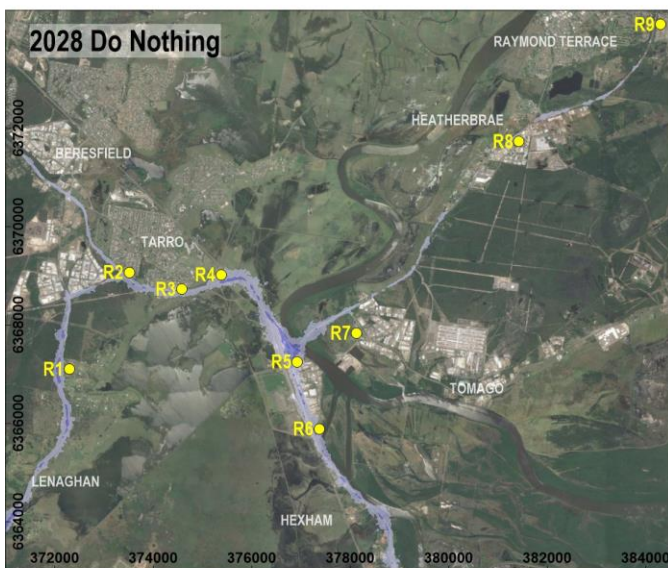 2028 Do Nothing
R9
RAYMOND TERRACE
HEATHERBRAE
R8
BERESFIELD
TARRO
R2
R4
R3
R7
R5
R1
TOMAGO
R6
LENAGHAN
HEXHAM
6372000
6370000
6368000
6366000
6364000
372000 374000 376000 378000 380000 382000 384000